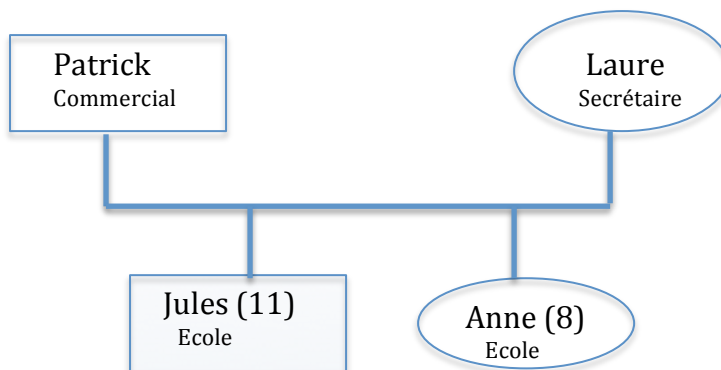 Patrick
Commercial
Laure
Secrétaire
Jules (11)
Ecole
Anne (8)
Ecole